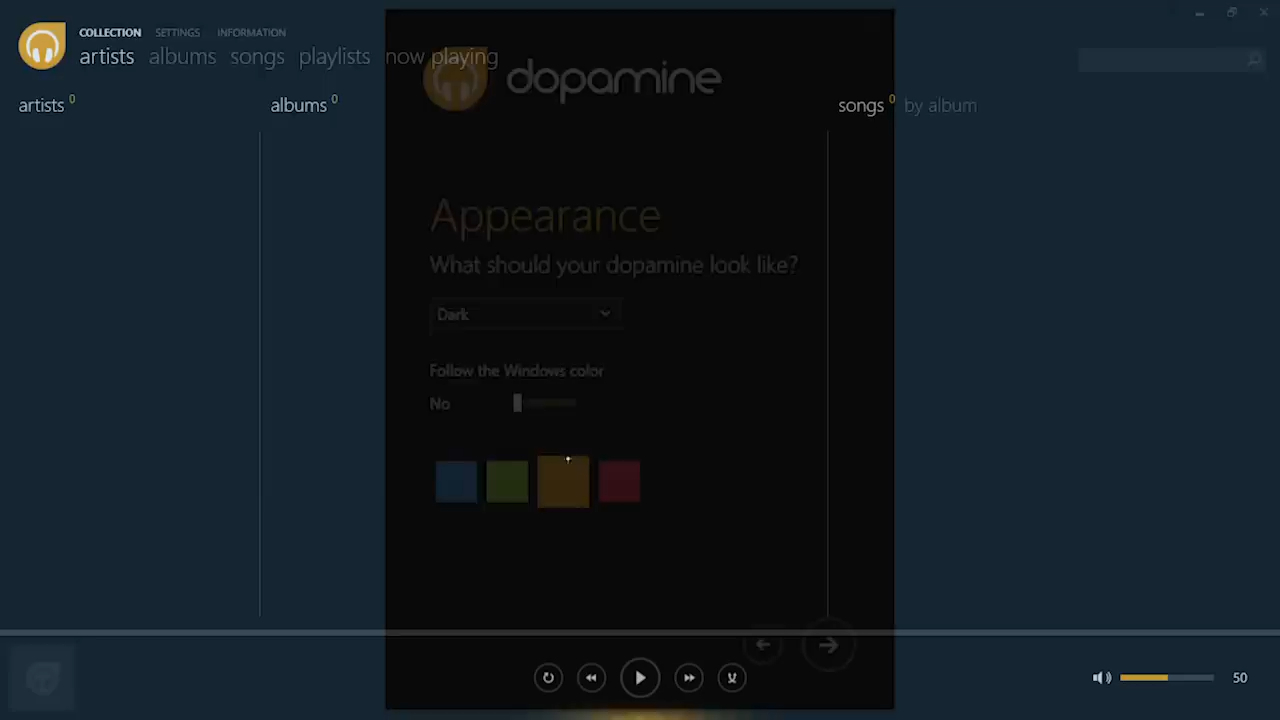 COLLECTION SETTINGS INFORMATION
artists albums songs playlists now playing
dopamine
artists 0 albums 0 songs 0 by album
Appearance
What should your dopamine look like?
Dark
Follow the Windows color
No
50